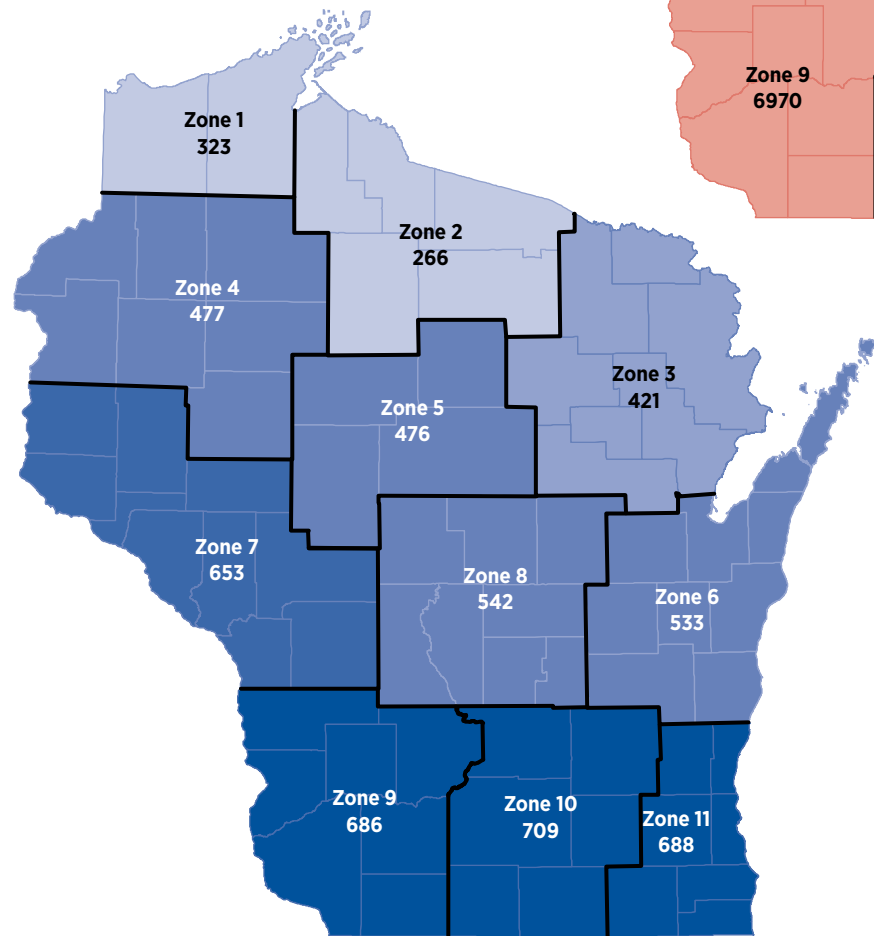 Zone 9
6970
Zone 1
323
Zone 2
266
Zone 4
477
Zone 3
421
Zone 5
476
Zone 7
653
Zone 8
542
Zone 6
533
Zone 9
686
Zone 10
709
Zone 11
688